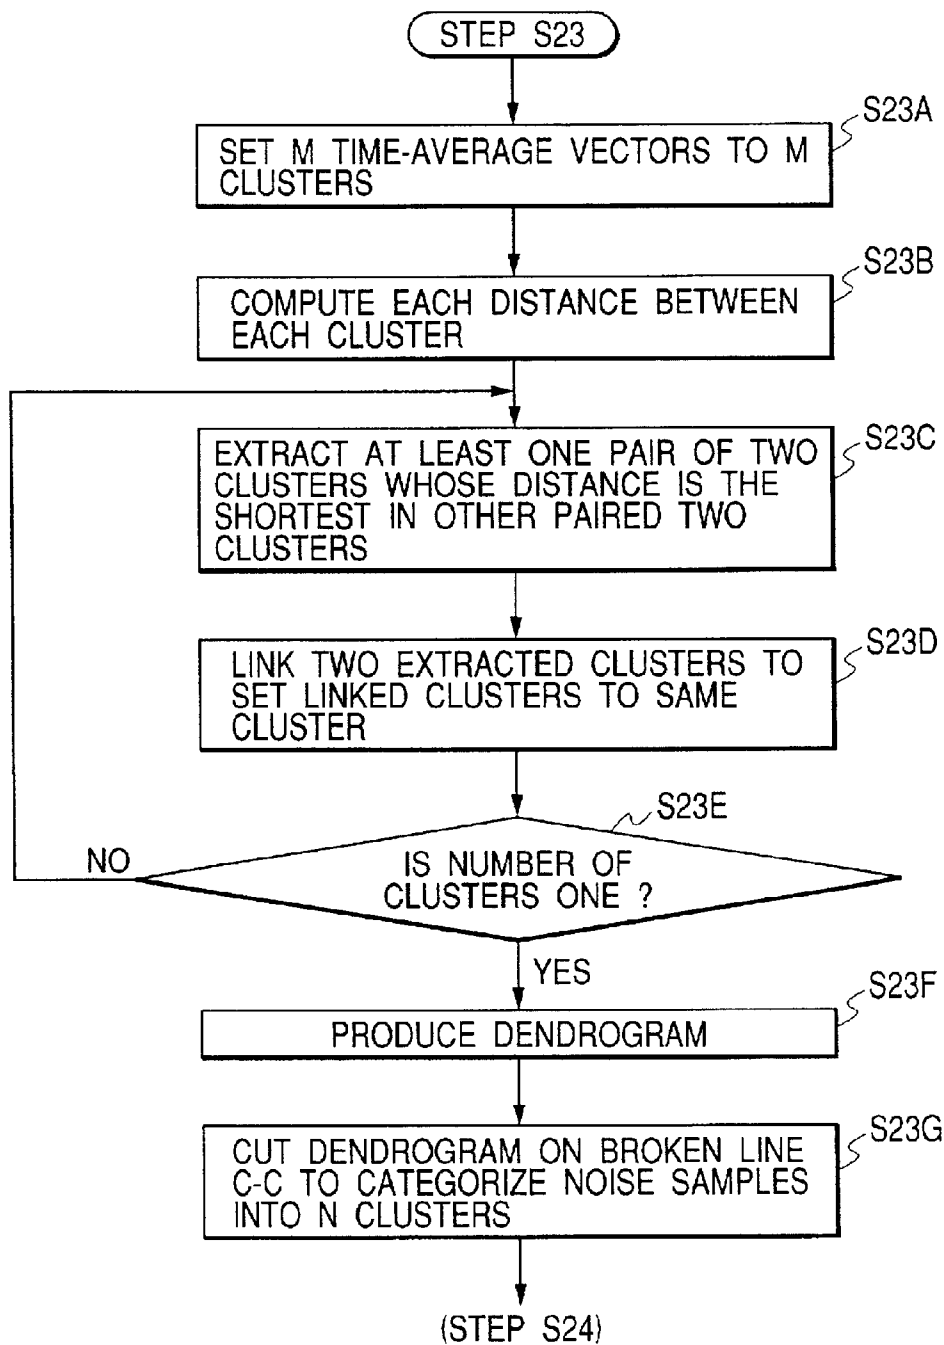 STEP S23
S23A
SET M TIME-AVERAGE VECTORS TO M
CLUSTERS
S23B
COMPUTE EACH DISTANCE BETWEEN
EACH CLUSTER
S23C
EXTRACT AT LEAST ONE PAIR OF TWO
CLUSTERS WHOSE DISTANCE IS THE
SHORTEST IN OTHER PAIRED TWO
CLUSTERS
S23D
LINK TWO EXTRACTED CLUSTERS TO
SET LINKED CLUSTERS TO SAME
CLUSTER
S23E
NO
IS NUMBER OF
CLUSTERS ONE ?
YES
S23F
PRODUCE DENDROGRAM
S23G
CUT DENDROGRAM ON BROKEN LINE
C-C TO CATEGORIZE NOISE SAMPLES
INTO N CLUSTERS
(STEP S24)